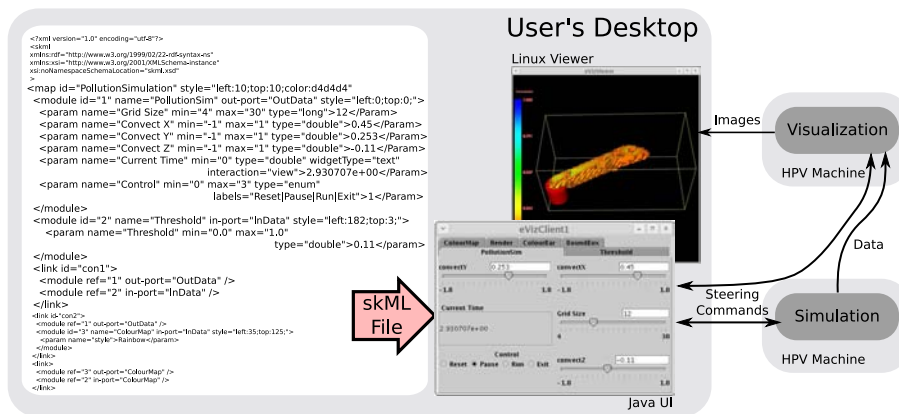 <?xml version="1.0" encoding="utf-8"?>
<skml
xmlns:rdf="http://www.w3.org/1999/02/22-rdf-syntax-ns"
xmlns:xsi="http://www.w3.org/2001/XMLSchema-instance"
xsi:noNamespaceSchemaLocation="skml.xsd"
>
<map id="PollutionSimulation" style="left:10;top:10;color:d4d4d4"
<module id="1" name="PollutionSim" out-port="OutData" style="left:0;top:0;">
<param name="Grid Size" min="4" max="30" type="long">12</Param>
<param name="Convect X" min="-1" max="1" type="double">0.45</Param>
<param name="Convect Y" min="-1" max="1" type="double">0.253</Param>
<param name="Convect Z" min="-1" max="1" type="double">-0.11</Param>
<param name="Current Time" min="0" type="double" widgetType="text"
interaction="view">2.930707e+00</Param>
<param name="Control" min="0" max="3" type="enum"
labels="Reset|Pause|Run|Exit">1</Param>
</module>
<module id="2" name="Threshold" in-port="InData" style="left:182;top:3;">
<param name="Threshold" min="0.0" max="1.0"
type="double">0.11</param>
</module>
<link id="con1">
<module ref="1" out-port="OutData" />
<module ref="2" in-port="InData" />
</link>
<link id="con2">
<module ref="1" out-port="OutData" />
<module id="3" name="ColourMap" in-port="InData" style="left:35;top:125;">
<param name="style">Rainbow</param>
</module>
</link>
<link>
<module ref="3" out-port="ColourMap" />
<module ref="2" in-port="ColourMap" />
</link>
User's Desktop
Linux Viewer
eVizViewer
skML
File
eVizClient1
ColourMap Render ColourEar BoundEnv
PollutionSim Threshold
convectY 0.253 convectX 0.45
-1.0 1.0 -1.0 1.0
Current Time
2.930707e+00
Grid Size 12
4 30
Control
Reset Pause Run Exit
convectZ -0.11
-1.0 1.0
Java UI
Images
Visualization
HPV Machine
Data
Steering
Commands
Simulation
HPV Machine